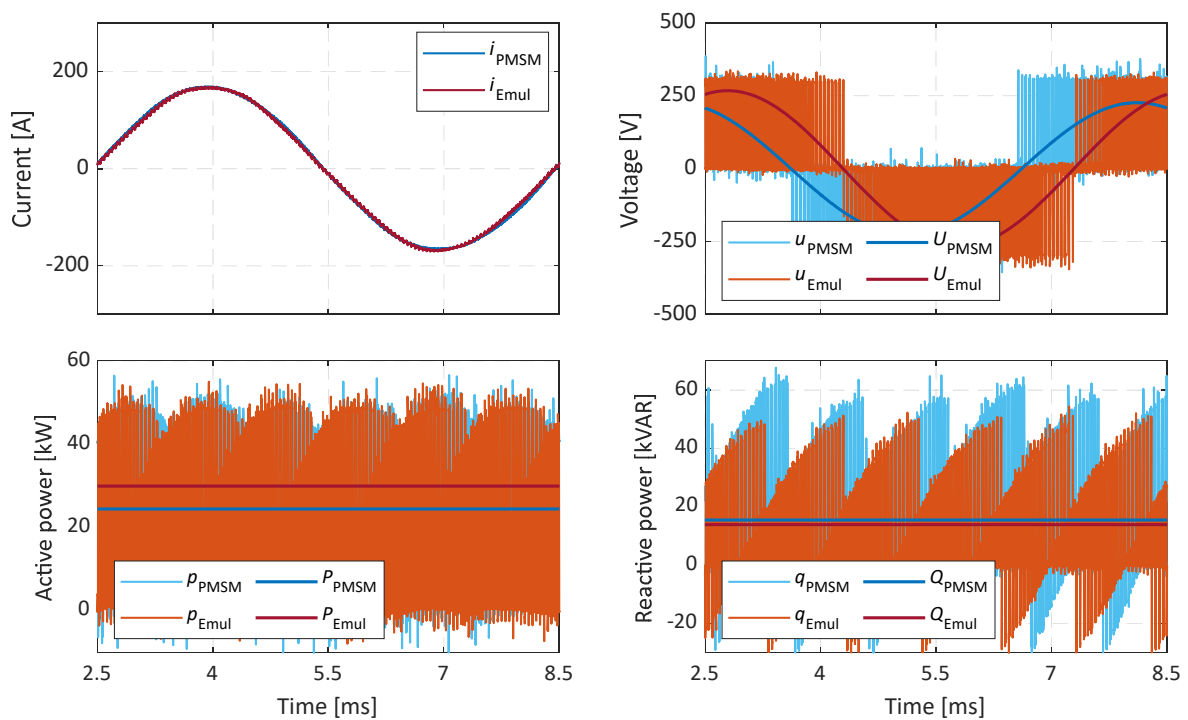 Current [A]
200
0
-200
i PMSM
i Emul
Voltage [V]
500
250
0
-250
-500
u PMSM U PMSM
u Emul U Emul
Active power [kW]
60
40
20
0
p PMSM P PMSM
p Emul P Emul
2.5 4 5.5 7 8.5
Time [ms]
Reactive power [kVAR]
60
40
20
0
-20
q PMSM Q PMSM
q Emul Q Emul
2.5 4 5.5 7 8.5
Time [ms]